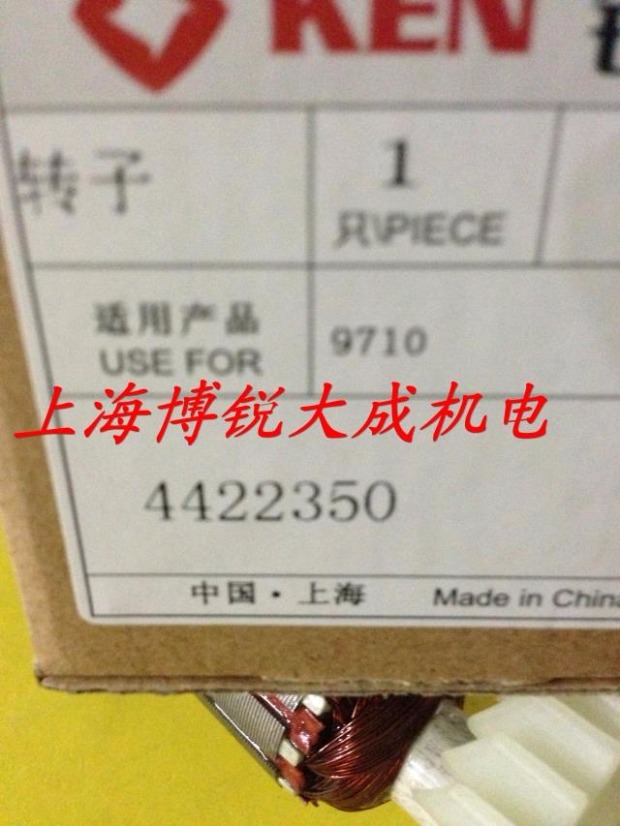 KEN
转子
1
只\PIECE
适用产品
USE FOR
9710
上海博锐大成机电
4422350
中国·上海
Made in China